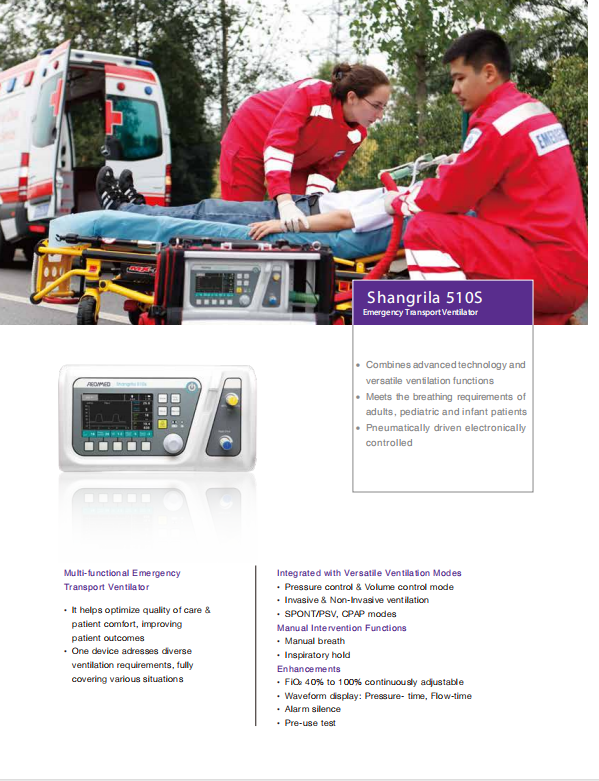 EMERGENCY
Shangrila 510S
Emergency Transport Ventilator
• Combines advanced technology and
versatile ventilation functions
• Meets the breathing requirements of
adults, pediatric and infant patients
• Pneumatically driven electronically
controlled
AEONMED Shangrila 510S
Multi-functional Emergency
Transport Ventilator
• It helps optimize quality of care &
patient comfort, improving
patient outcomes
• One device adresses diverse
ventilation requirements, fully
covering various situations
Integrated with Versatile Ventilation Modes
• Pressure control & Volume control mode
• Invasive & Non-Invasive ventilation
• SPONT/PSV, CPAP modes
Manual Intervention Functions
• Manual breath
• Inspiratory hold
Enhancements
• FiO₂ 40% to 100% continuously adjustable
• Waveform display: Pressure- time, Flow-time
• Alarm silence
• Pre-use test